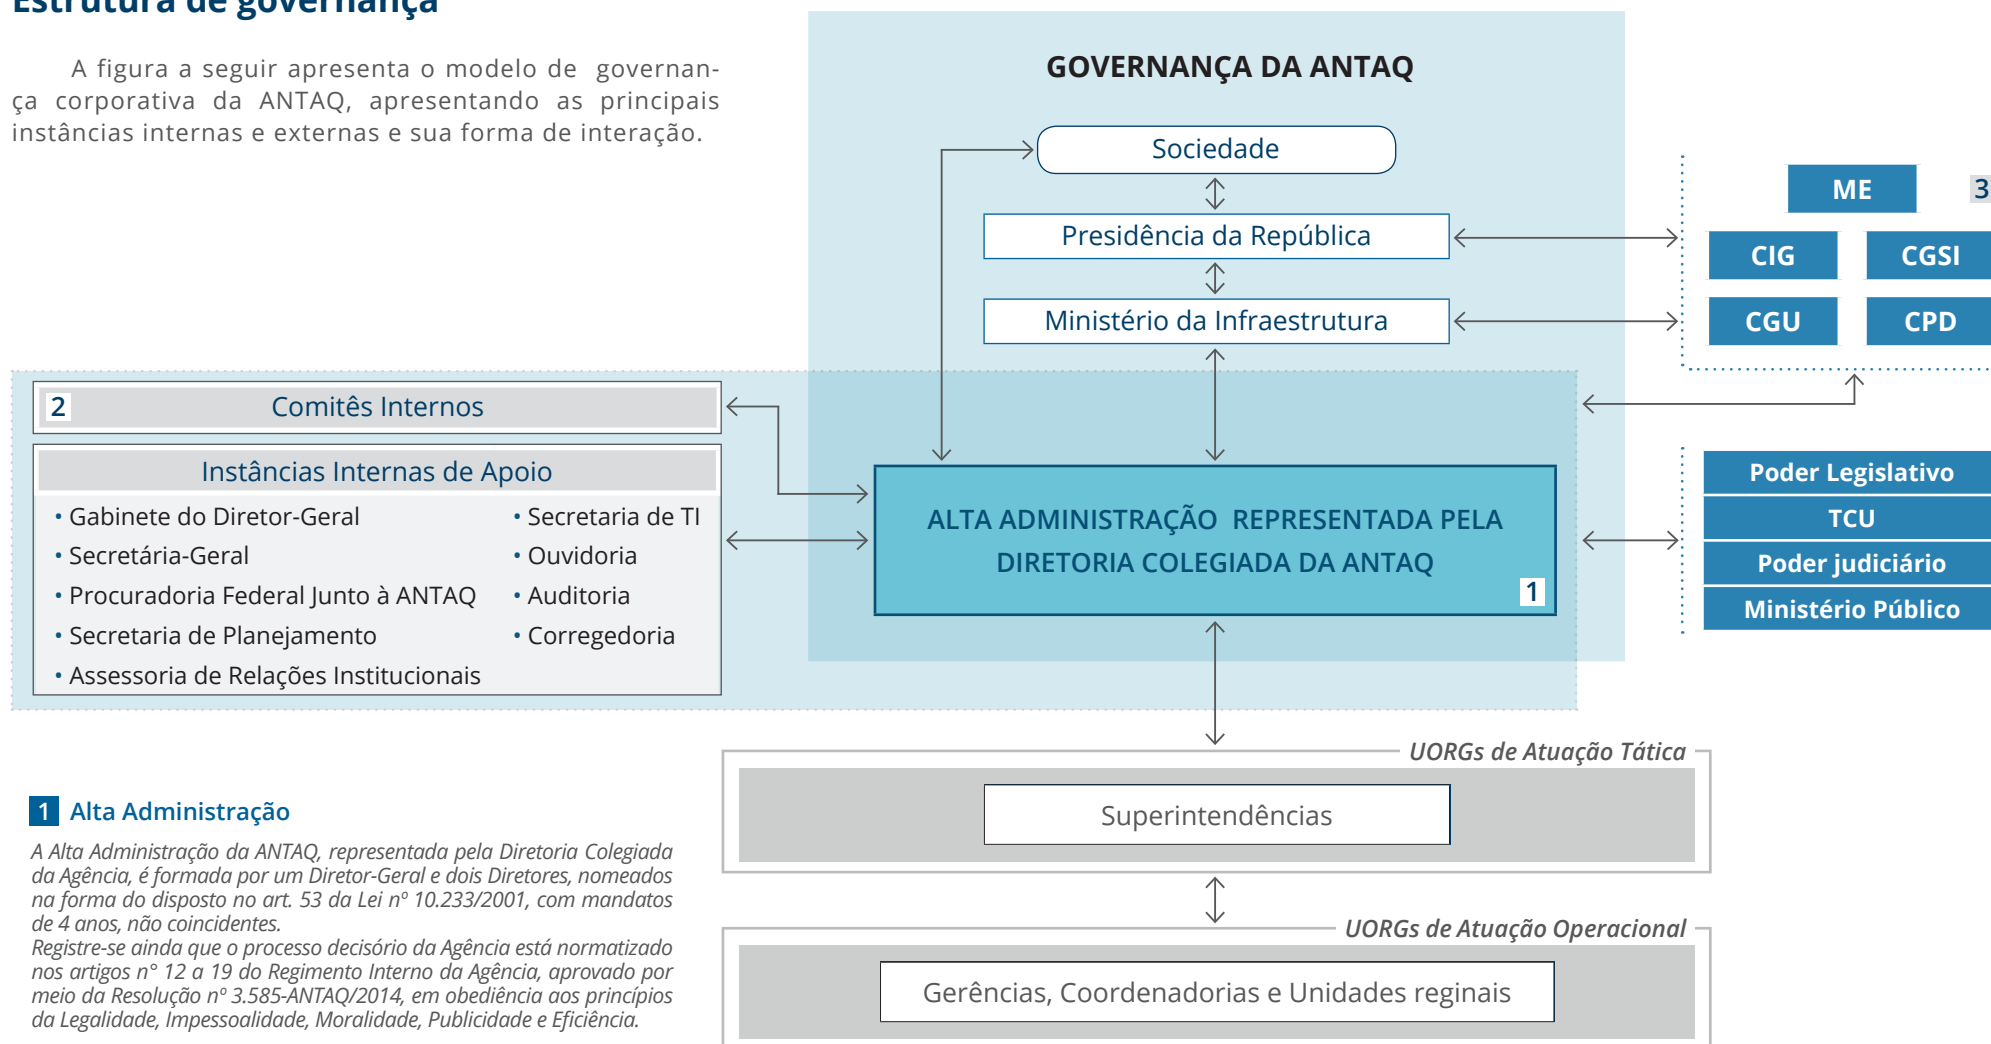 Estrutura de governança
A figura a seguir apresenta o modelo de governan-
ça corporativa da ANTAQ, apresentando as principais
instâncias internas e externas e sua forma de interação.
GOVERNANÇA DA ANTAQ
Sociedade
Presidência da República
Ministério da Infraestrutura
ME
3
CIG
CGSI
CGU
CPD
2
Comitês Internos
Instâncias Internas de Apoio
• Gabinete do Diretor-Geral
• Secretária-Geral
• Procuradoria Federal Junto à ANTAQ
• Secretaria de Planejamento
• Assessoria de Relações Institucionais
• Secretaria de TI
• Ouvidoria
• Auditoria
• Corregedoria
ALTA ADMINISTRAÇÃO REPRESENTADA PELA
DIRETORIA COLEGIADA DA ANTAQ
1
Poder Legislativo
TCU
Poder judiciário
Ministério Público
UORGs de Atuação Tática
Superintendências
UORGs de Atuação Operacional
Gerências, Coordenadorias e Unidades reginais
1 Alta Administração
A Alta Administração da ANTAQ, representada pela Diretoria Colegiada
da Agência, é formada por um Diretor-Geral e dois Diretores, nomeados
na forma do disposto no art. 53 da Lei nº 10.233/2001, com mandatos
de 4 anos, não coincidentes.
Registre-se ainda que o processo decisório da Agência está normatizado
nos artigos n° 12 a 19 do Regimento Interno da Agência, aprovado por
meio da Resolução nº 3.585-ANTAQ/2014, em obediência aos princípios
da Legalidade, Impessoalidade, Moralidade, Publicidade e Eficiência.